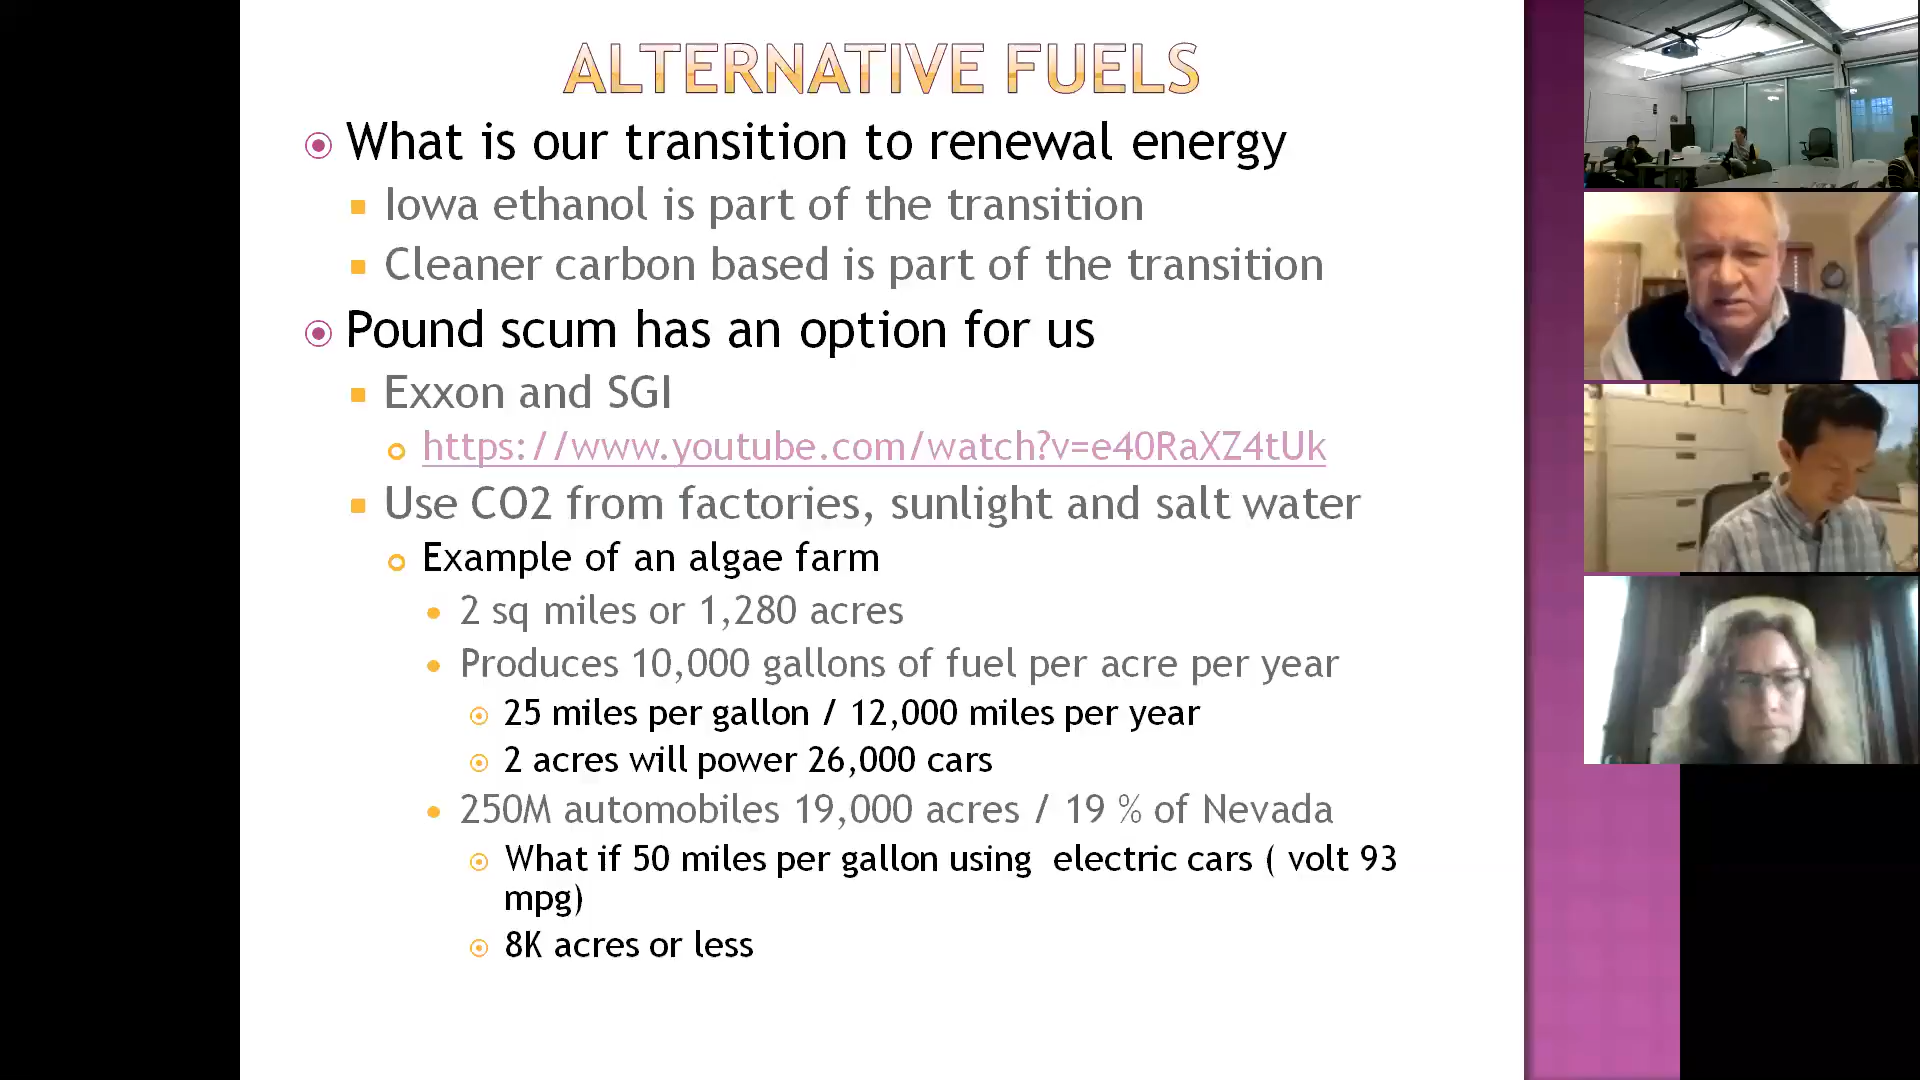 ALTERNATIVE FUELS
What is our transition to renewal energy
Iowa ethanol is part of the transition
Cleaner carbon based is part of the transition
Pound scum has an option for us
Exxon and SGI
https://www.youtube.com/watch?v=e40RaXZ4tUk
Use CO2 from factories, sunlight and salt water
Example of an algae farm
2 sq miles or 1,280 acres
Produces 10,000 gallons of fuel per acre per year
25 miles per gallon / 12,000 miles per year
2 acres will power 26,000 cars
250M automobiles 19,000 acres / 19 % of Nevada
What if 50 miles per gallon using  electric cars ( volt 93
mpg)
8K acres or less